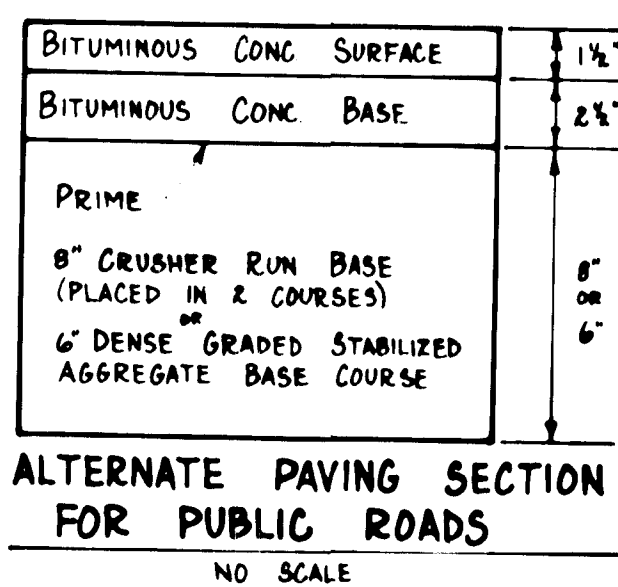 BITUMINOUS CONC SURFACE
1½"
BITUMINOUS CONC. BASE
2½"
PRIME
8" CRUSHER RUN BASE
(PLACED IN 2 COURSES)
OR
6" DENSE GRADED STABILIZED
AGGREGATE BASE COURSE
8"
OR
6"
ALTERNATE PAVING SECTION
FOR PUBLIC ROADS
NO SCALE